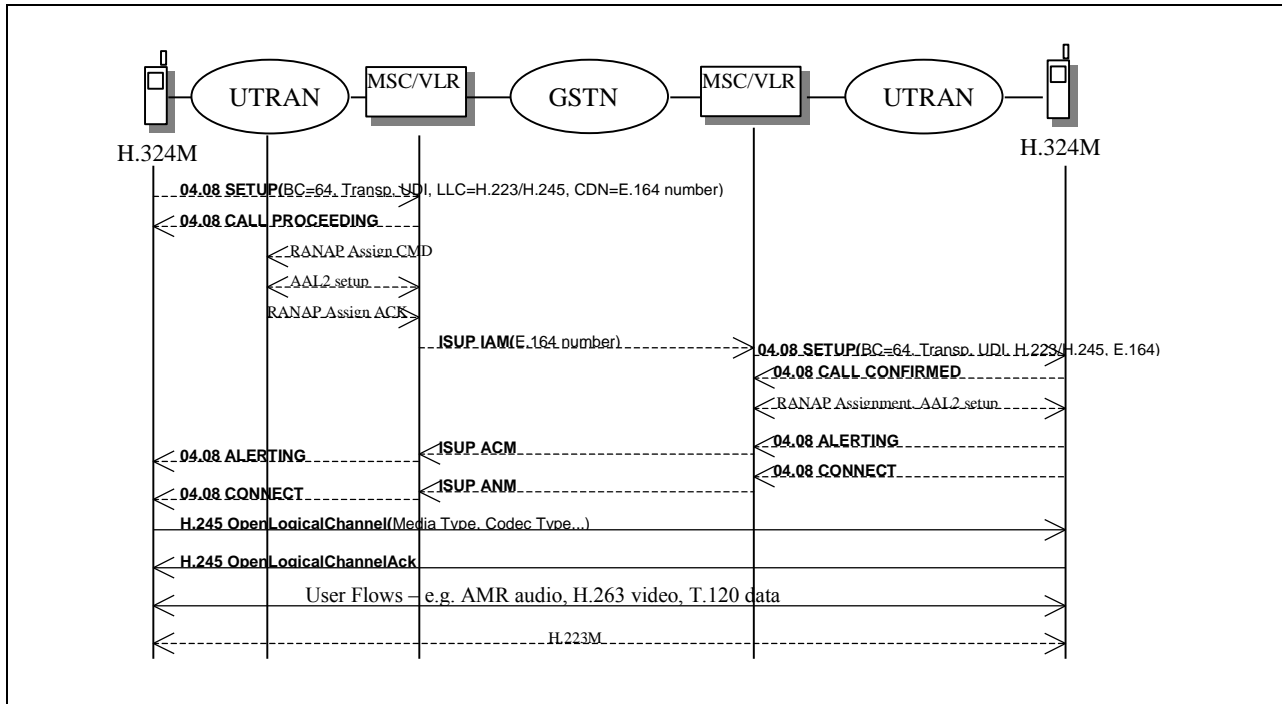 UTRAN
MSC/VLR
GSTN
MSC/VLR
UTRAN
H.324M
H.324M
04.08 SETUP(BC=64, Transp, UDI, LLC=H.223/H.245, CDN=E.164 number)
04.08 CALL PROCEEDING
RANAP Assign CMD
AAL2 setup
RANAP Assign ACK
ISUP IAM(E.164 number)
04.08 SETUP(BC=64, Transp, UDI, H.223/H.245, E.164)
04.08 CALL CONFIRMED
RANAP Assignment, AAL2 setup
04.08 ALERTING
ISUP ACM
04.08 ALERTING
04.08 CONNECT
ISUP ANM
04.08 CONNECT
H.245 OpenLogicalChannel(Media Type, Codec Type...)
H.245 OpenLogicalChannelAck
User Flows – e.g. AMR audio, H.263 video, T.120 data
H.223M